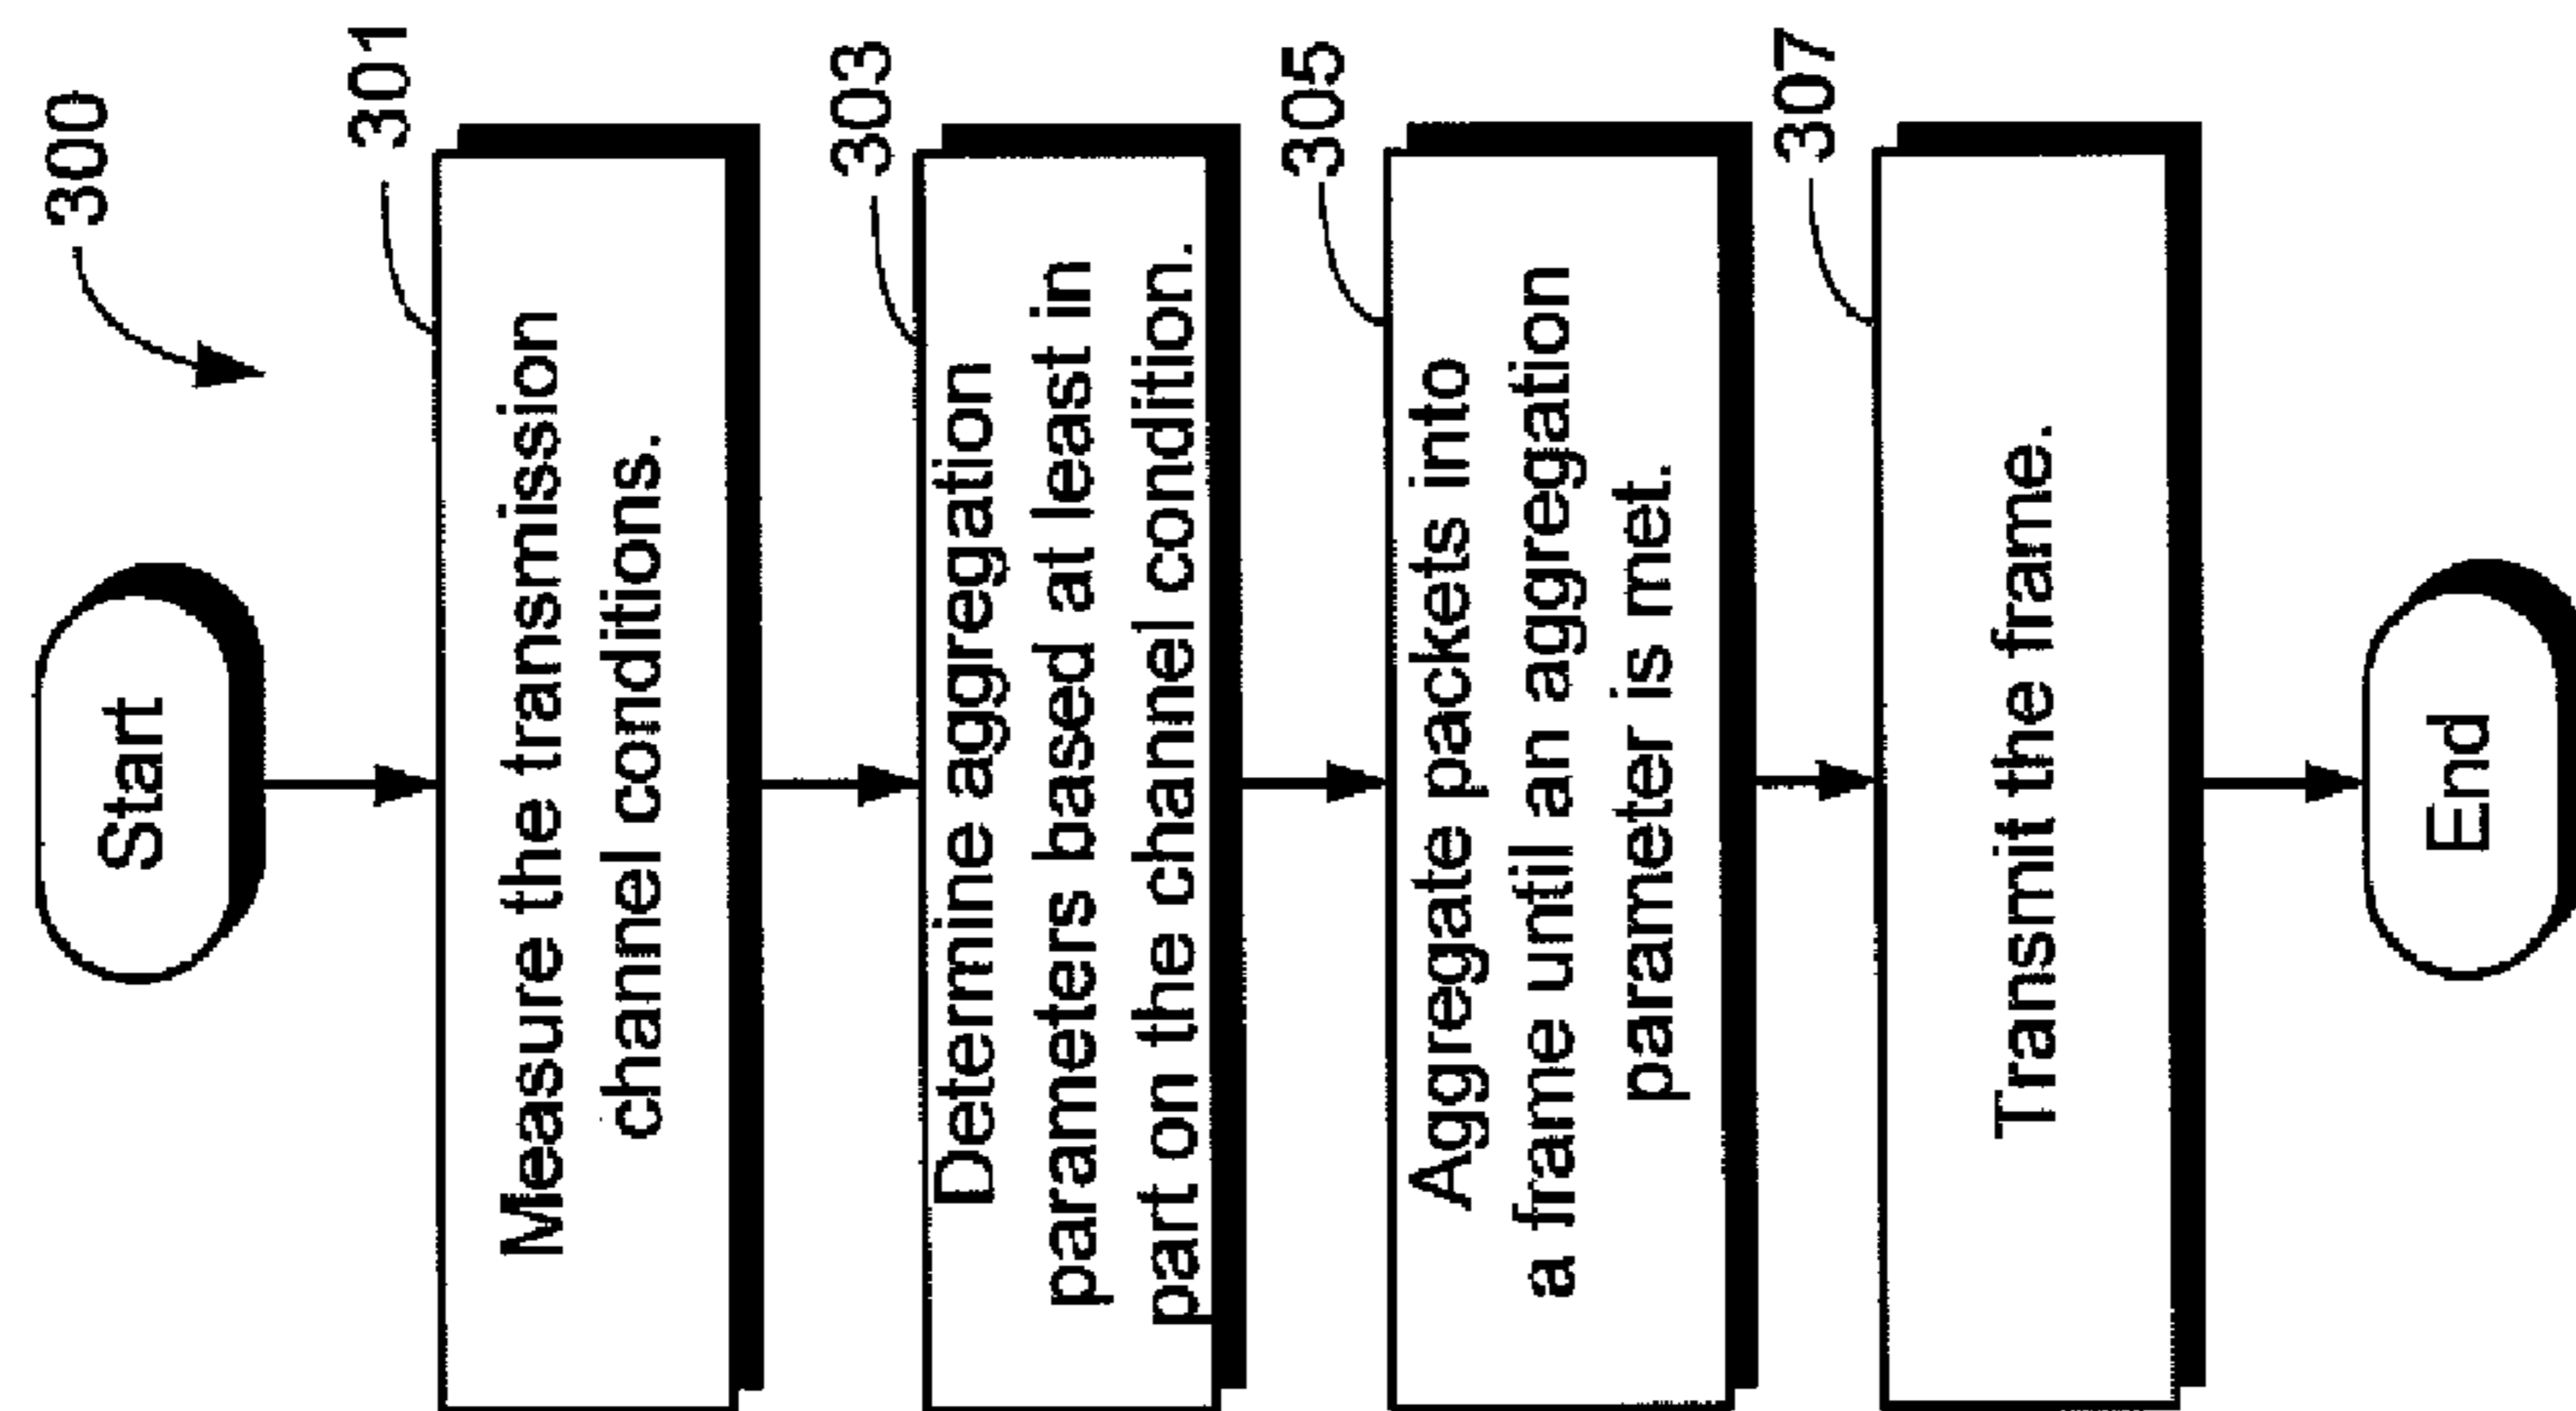 300
Start
301
Measure the transmission
channel conditions.
303
Determine aggregation
parameters based at least in
part on the channel condition.
305
Aggregate packets into
a frame until an aggregation
parameter is met.
307
Transmit the frame.
End